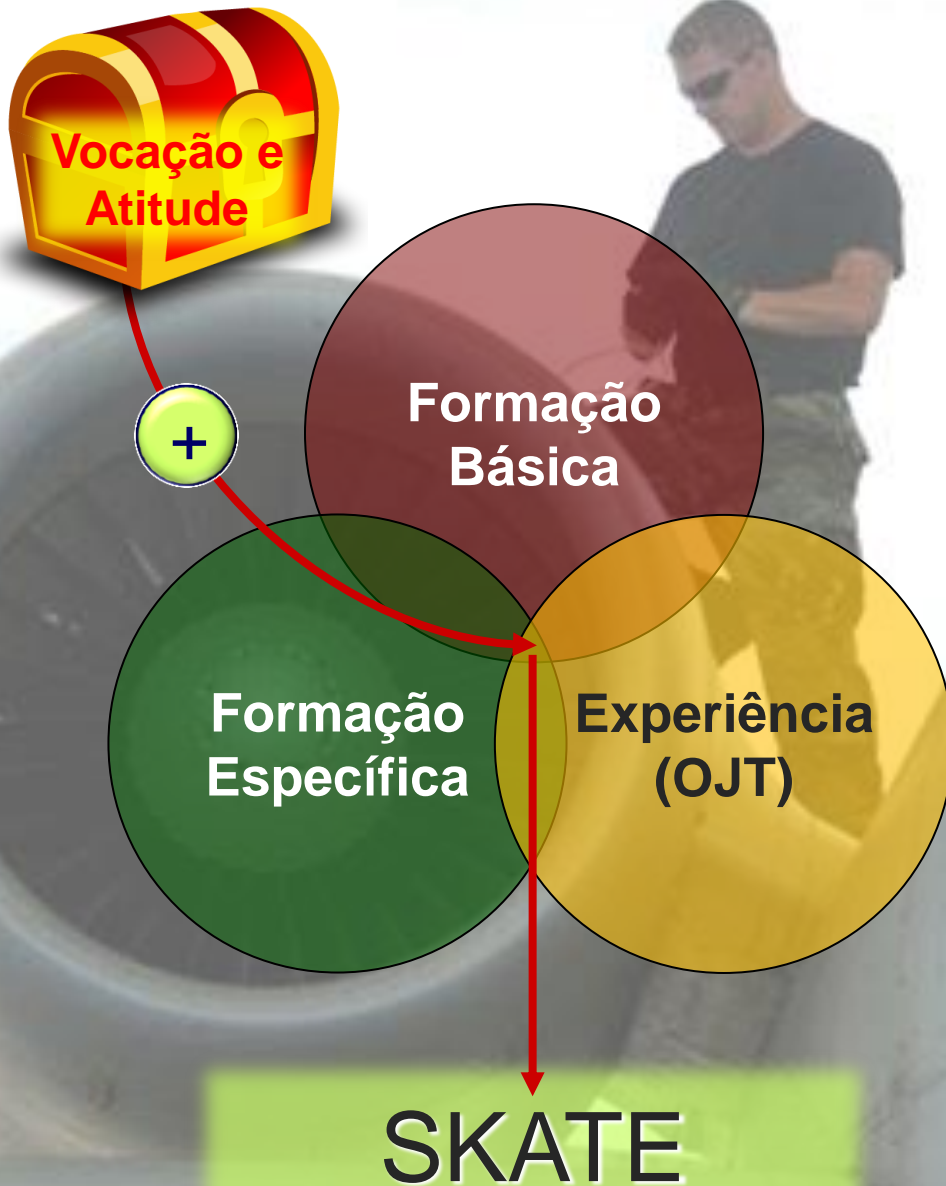 Vocação e
Atitude
+
Formação
Básica
Formação
Específica
Experiência
(OJT)
SKATE